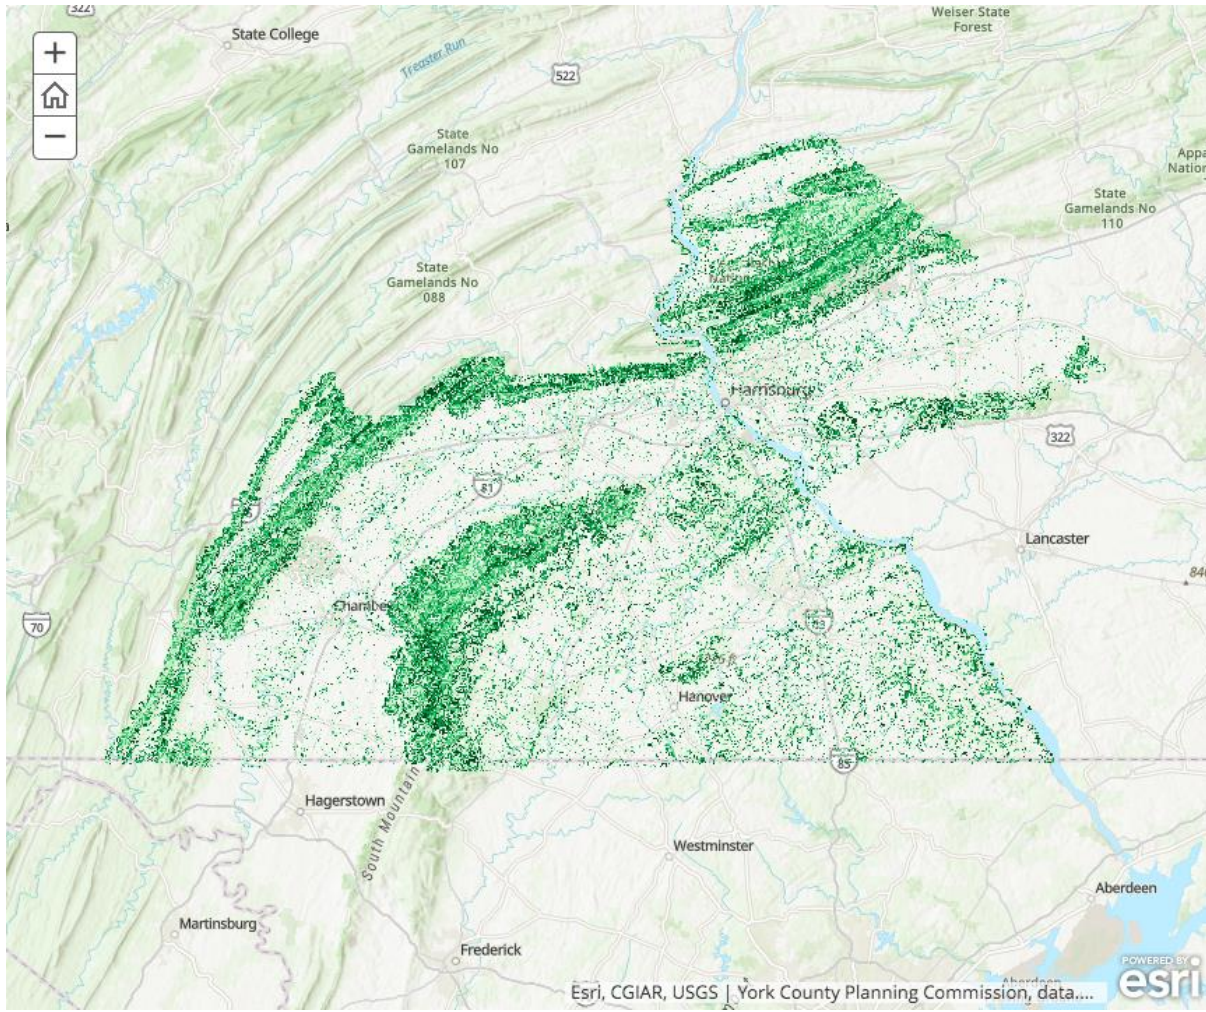 322
State College
Weiser State
Forest
Treaster Run
522
+
−
State
Gamelands No
107
Appa
Nation
State
Gamelands No
110
State
Gamelands No
088
Harrisburg
322
81
Lancaster
Chambe
70
83
Hanover
85
Hagerstown
South Mountain
Westminster
Aberdeen
Martinsburg
Frederick
POWERED BY
esri
Esri, CGIAR, USGS | York County Planning Commission, data....